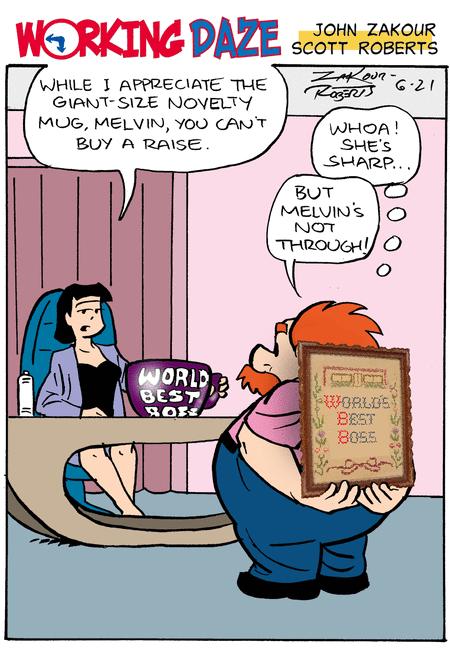 WORKING DAZE
JOHN ZAKOUR
SCOTT ROBERTS
WHILE I APPRECIATE THE
GIANT-SIZE NOVELTY
MUG, MELVIN, YOU CAN'T
BUY A RAISE.
ZAKOUR-
ROBERTS
6-21
WHOA!
SHE'S
SHARP...
BUT
MELVIN'S
NOT
THROUGH!
WORLD
BEST
BOSS
WORLD'S
BEST
BOSS